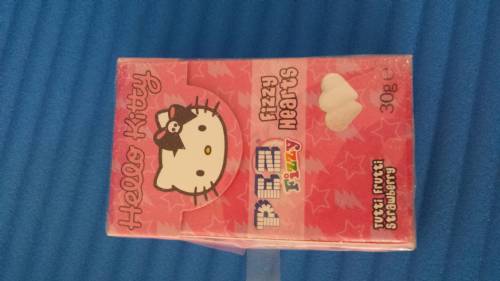 Hello Kitty
PEZ
Fizzy
Fizzy
Hearts
30g e
Tutti Frutti
Strawberry